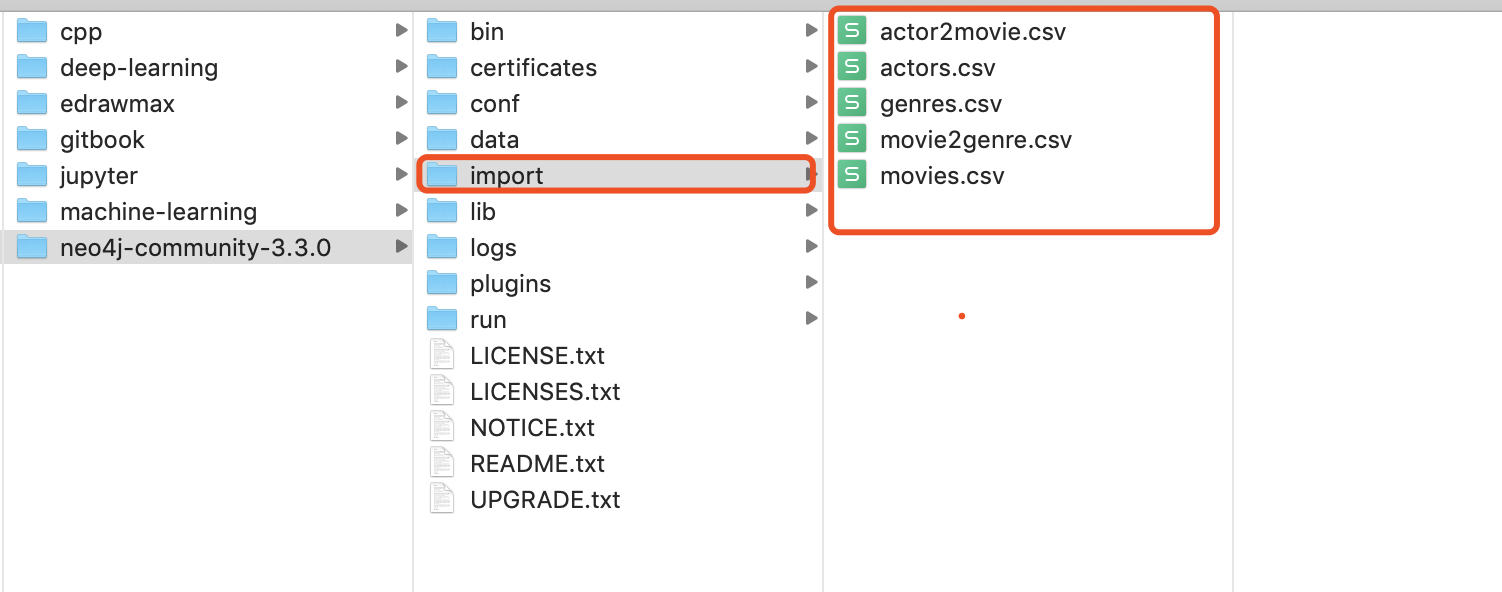 cpp
deep-learning
edrawmax
gitbook
jupyter
machine-learning
neo4j-community-3.3.0
bin
certificates
conf
data
import
lib
logs
plugins
run
LICENSE.txt
LICENSES.txt
NOTICE.txt
README.txt
UPGRADE.txt
actor2movie.csv
actors.csv
genres.csv
movie2genre.csv
movies.csv